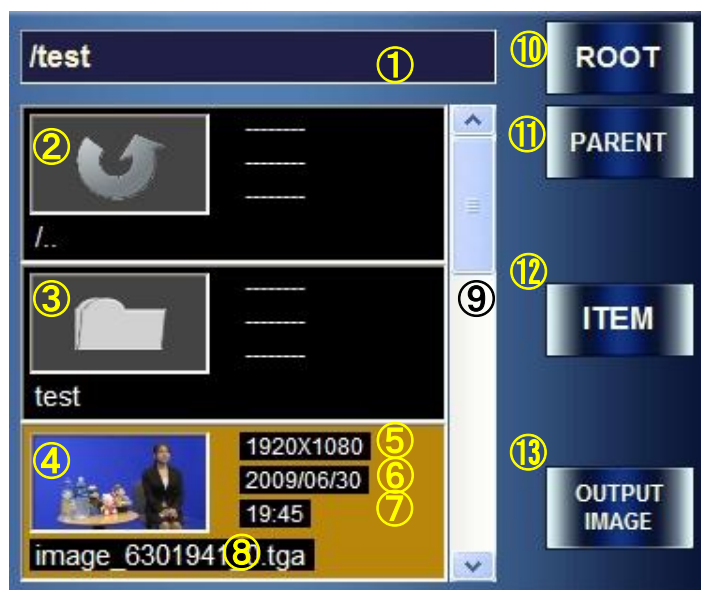 /test ①
⑩ ROOT
② ------
------
------
/..
⑪ PARENT
③ ------
------
------
test
⑨
⑫ ITEM
④ 1920X1080 ⑤
2009/06/30 ⑥
19:45 ⑦
⑧
⑬ OUTPUT
IMAGE